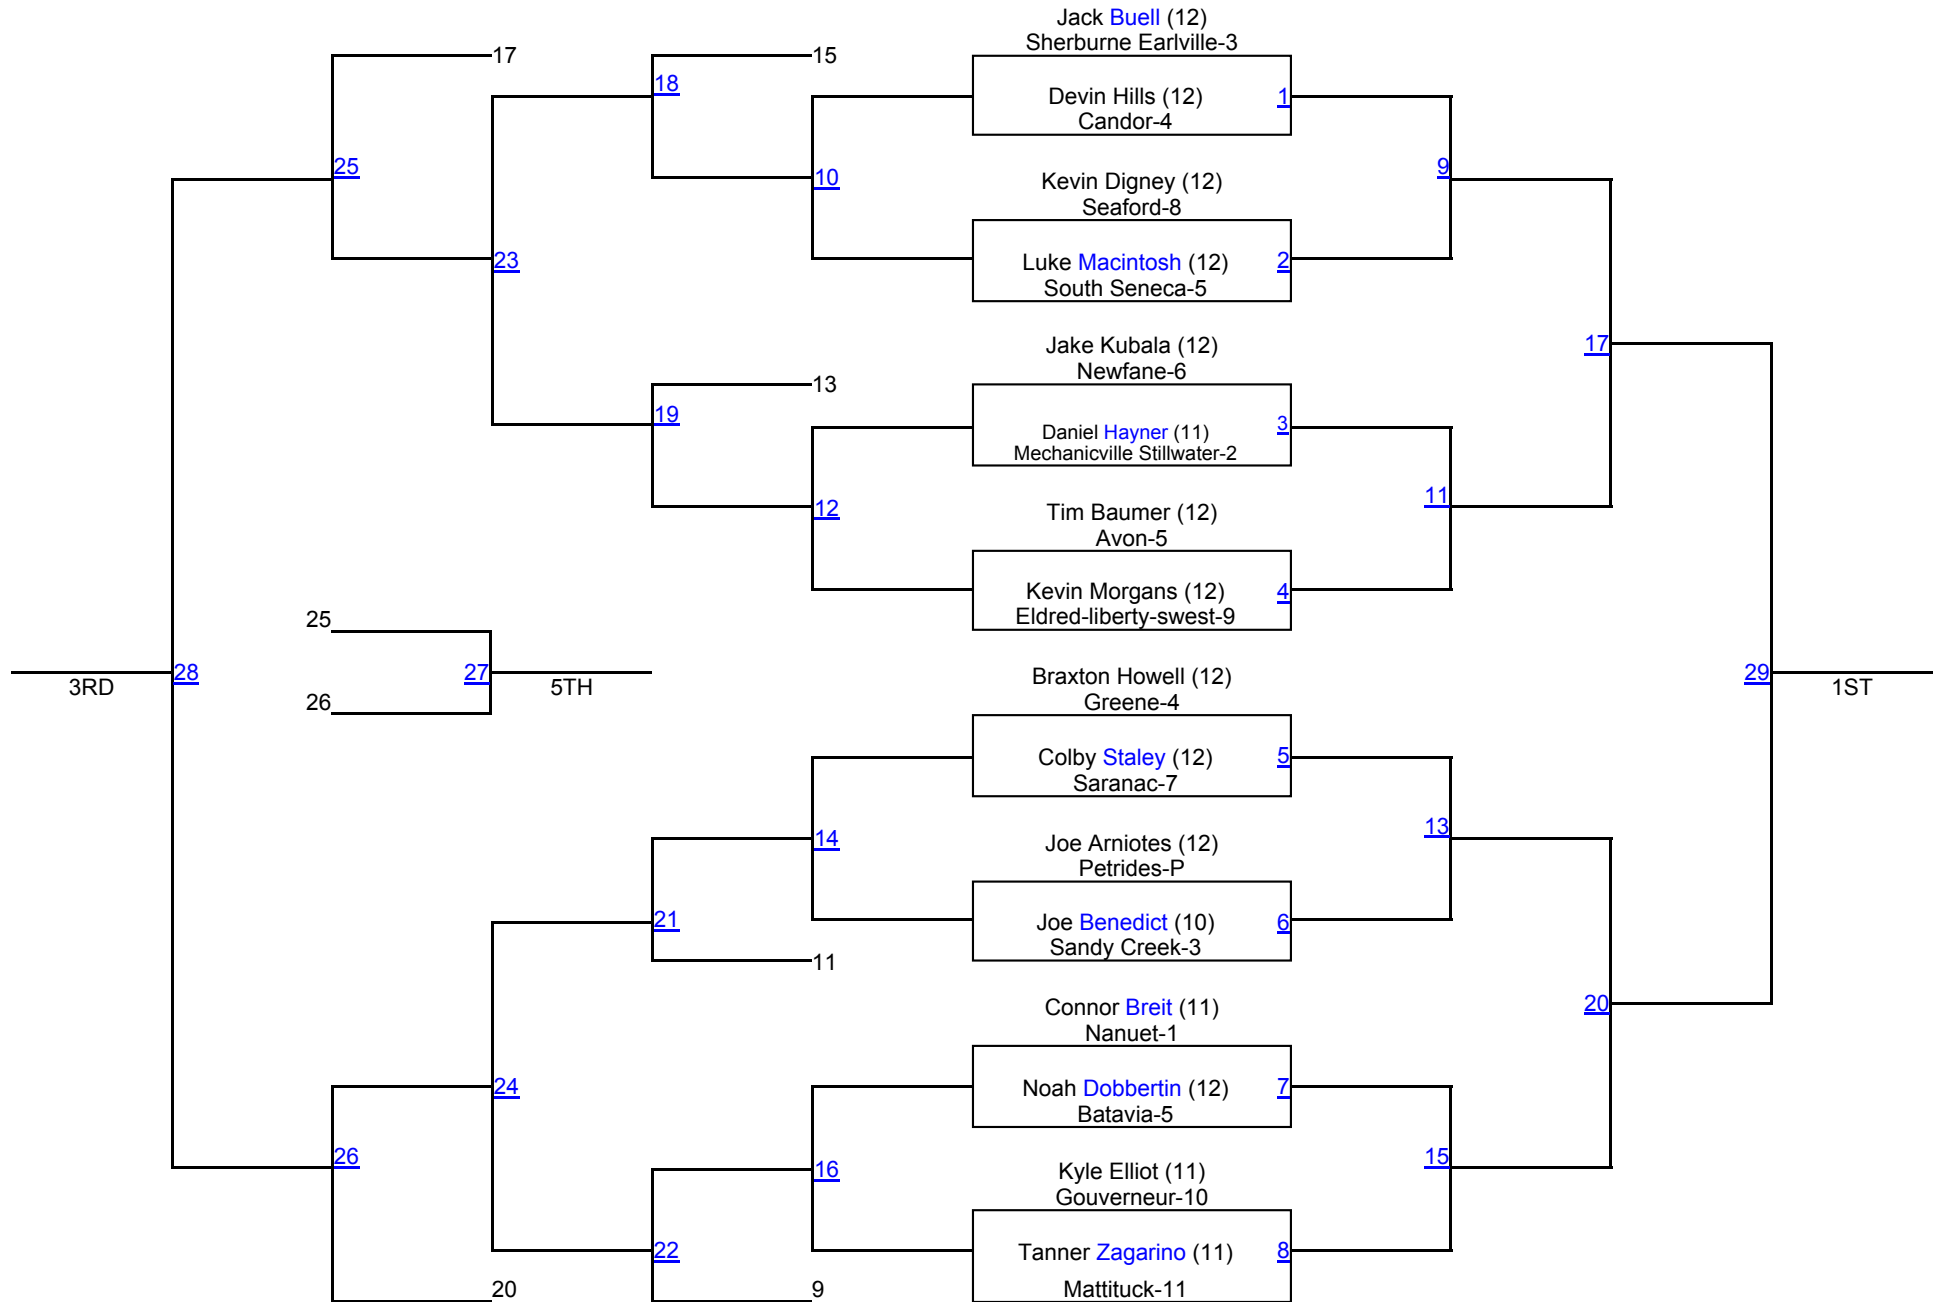 Jack Buell (12)
Sherburne Earlville-3
17
15
18
Devin Hills (12)
1
Candor-4
25
10
9
Kevin Digney (12)
Seaford-8
23
Luke Macintosh (12)
2
South Seneca-5
Jake Kubala (12)
17
Newfane-6
13
19
Daniel Hayner (11)
3
Mechanicville Stillwater-2
12
11
Tim Baumer (12)
Avon-5
Kevin Morgans (12)
4
Eldred-liberty-swest-9
25
28
27
29
3RD
5TH
1ST
26
Braxton Howell (12)
Greene-4
Colby Staley (12)
5
Saranac-7
14
13
Joe Arniotes (12)
Petrides-P
21
Joe Benedict (10)
6
Sandy Creek-3
11
Connor Breit (11)
20
Nanuet-1
24
Noah Dobbertin (12)
7
Batavia-5
26
16
15
Kyle Elliot (11)
Gouverneur-10
22
Tanner Zagarino (11)
8
20
9
Mattituck-11